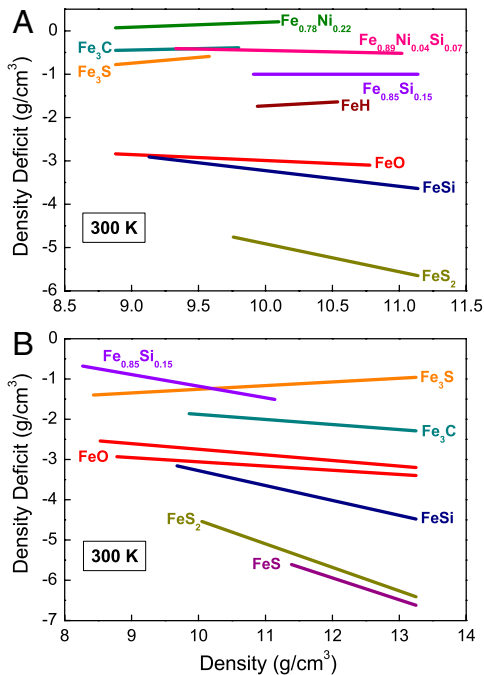 A
0
-1
-2
-3
-4
-5
-6
Density Deficit (g/cm³)
Fe₀.₇₈Ni₀.₂₂
Fe₃C
Fe₀.₈₉Ni₀.₀₄Si₀.₀₇
Fe₃S
Fe₀.₈₅Si₀.₁₅
FeH
FeO
FeSi
300 K
FeS₂
8.5 9.0 9.5 10.0 10.5 11.0 11.5
B
0
-1
-2
-3
-4
-5
-6
-7
Density Deficit (g/cm³)
Fe₀.₈₅Si₀.₁₅
Fe₃S
Fe₃C
FeO
FeSi
FeS₂
FeS
300 K
8 9 10 11 12 13 14
Density (g/cm³)